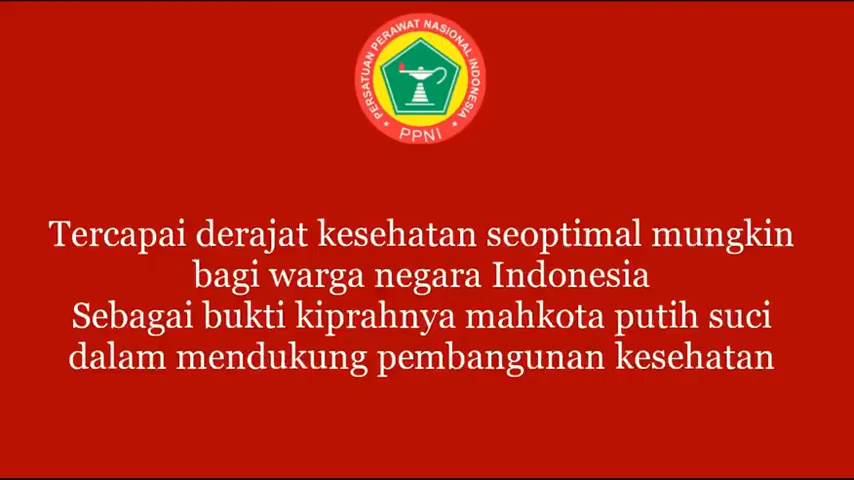 PERSATUAN PERAWAT NASIONAL INDONESIA
PPNI
Tercapai derajat kesehatan seoptimal mungkin
bagi warga negara Indonesia
Sebagai bukti kiprahnya mahkota putih suci
dalam mendukung pembangunan kesehatan